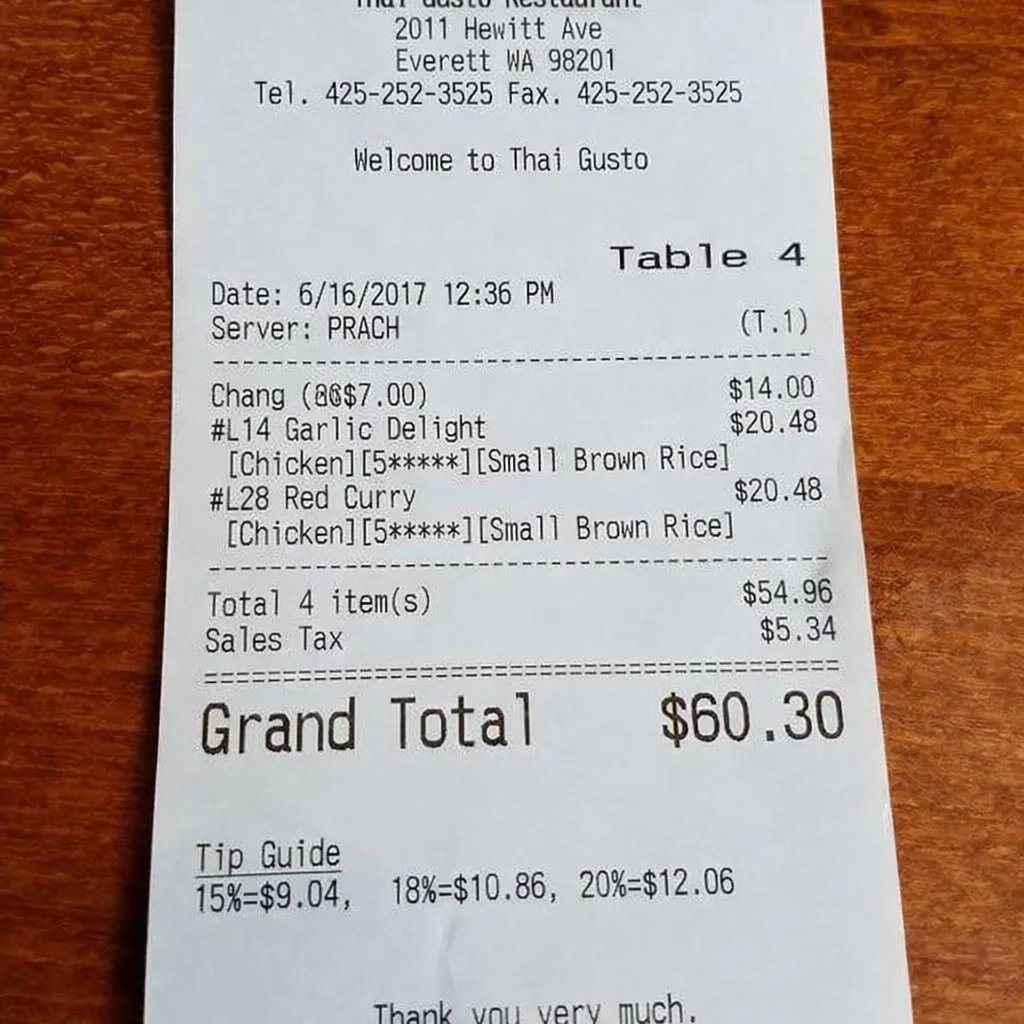 Thai Gusto Restaurant
2011 Hewitt Ave
Everett WA 98201
Tel. 425-252-3525 Fax. 425-252-3525
Welcome to Thai Gusto
Table 4
Date: 6/16/2017 12:36 PM
Server: PRACH (T.1)
Chang ( $7.00) $14.00
#L14 Garlic Delight $20.48
[Chicken][5*****][Small Brown Rice]
#L28 Red Curry $20.48
[Chicken][5*****][Small Brown Rice]
Total 4 item(s) $54.96
Sales Tax $5.34
Grand Total $60.30
Tip Guide
15%=$9.04, 18%=$10.86, 20%=$12.06
Thank you very much.